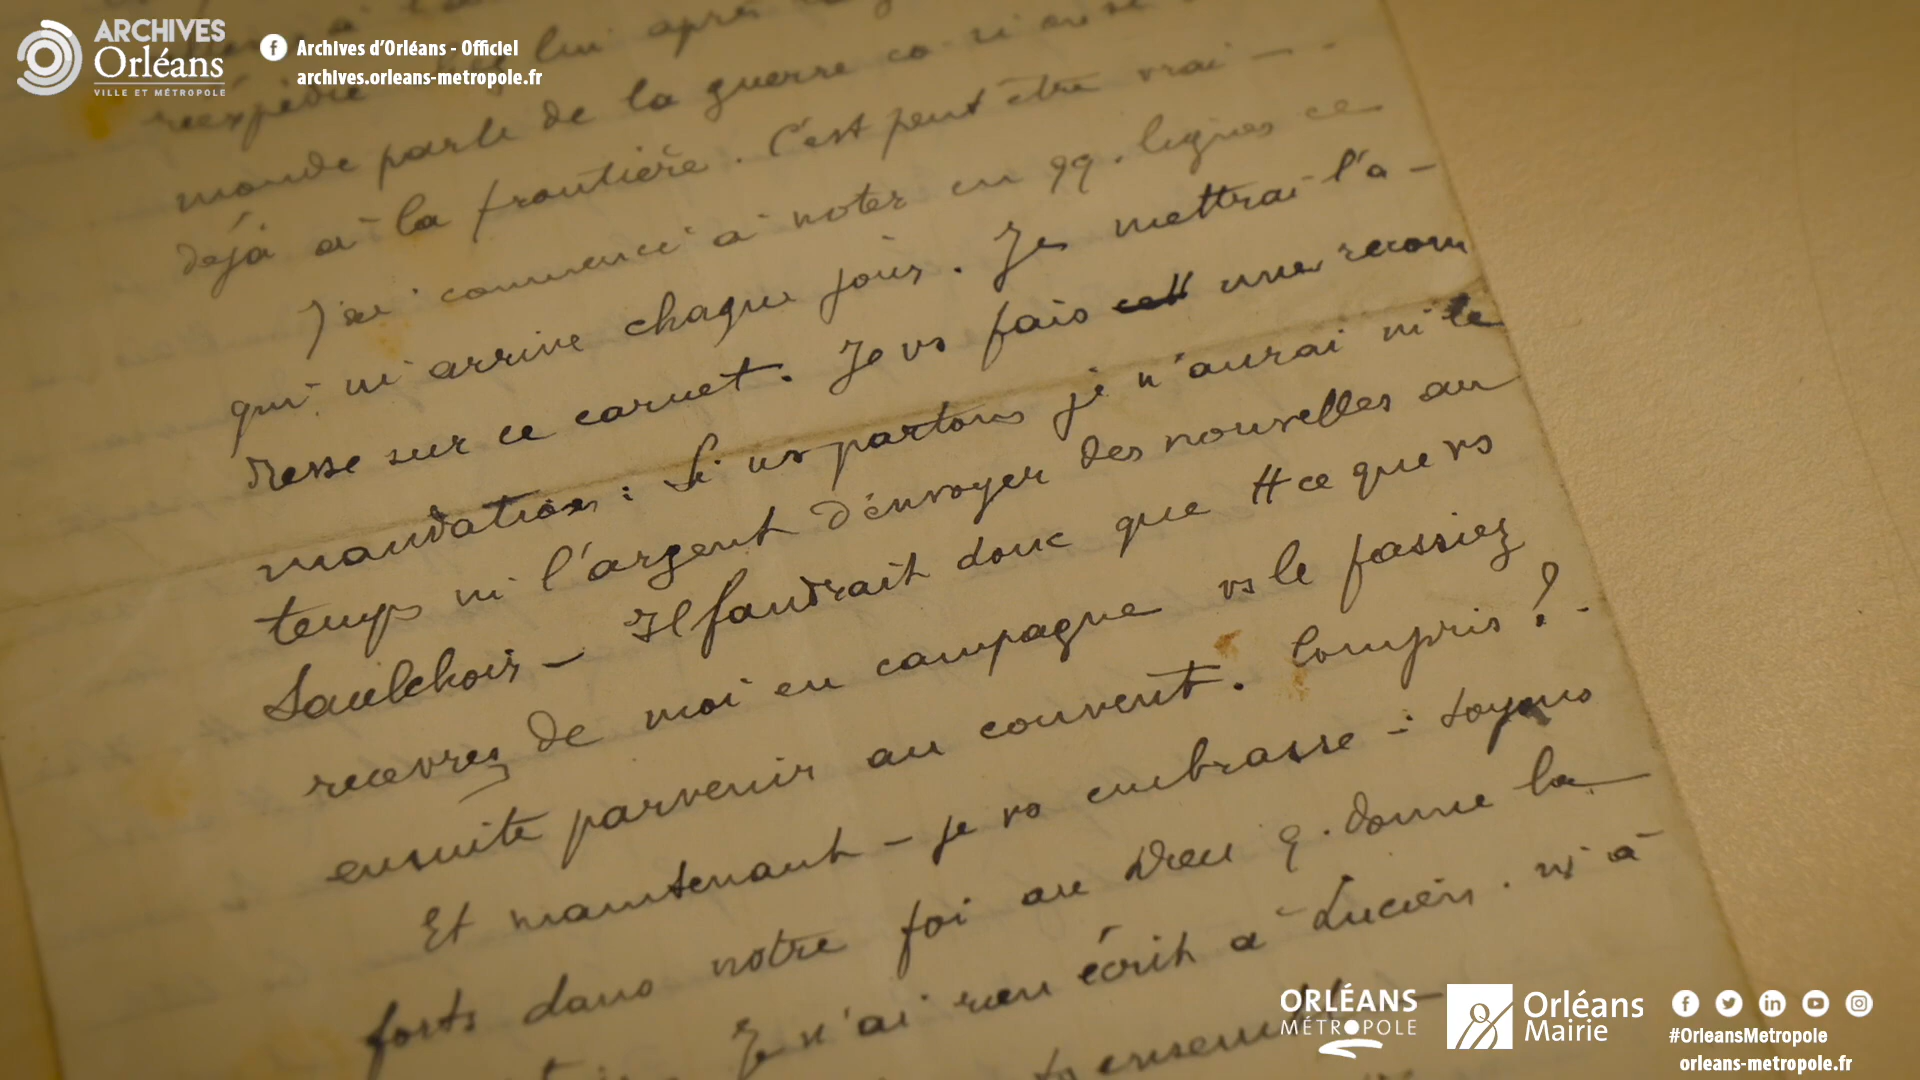 ARCHIVES
Orléans
VILLE ET MÉTROPOLE
Archives d'Orléans - Officiel
archives.orleans-metropole.fr
lui après
monde parle de la guerre
déjà à la frontière. C'est peut être vrai —
J'ai commencé à noter en qq. lignes ce
qui m'arrive chaque jour. Je mettrai l'a-
dresse sur ce carnet. Je vs fais une recom
mandation : Si ns partons je n'aurai ni le
temps ni l'argent d'envoyer des nouvelles au
Saulchoir — Il faudrait donc que tt ce que vs
recevrez de moi en campagne vs le fassiez
ensuite parvenir au couvent. Compris ? -
Et maintenant — je vs embrasse - soyons
forts dans notre foi au Dieu q. donne la
Je n'ai rien écrit à Lucien. ni à
ensemble
ORLÉANS
MÉTROPOLE
Orléans
Mairie
#OrleansMetropole
orleans-metropole.fr